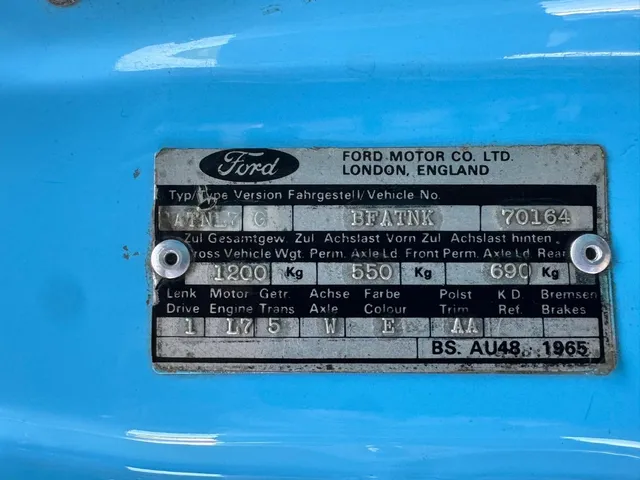 Ford FORD MOTOR CO. LTD.
LONDON, ENGLAND
Typ/Type Version Fahrgestell/Vehicle No.
BFATNK 70164
Zul Gesamtgew. Zul Achslast Vorn Zul Achslast hinten
Gross Vehicle Wgt. Perm. Axle Ld Front Perm. Axle Ld Rear
1200 Kg 550 Kg 690 Kg
Lenk Motor Getr. Achse Farbe Polst K.D. Bremsen
Drive Engine Trans Axle Colour Trim Ref. Brakes
1 L7 5 W E AA
BS. AU48 1965